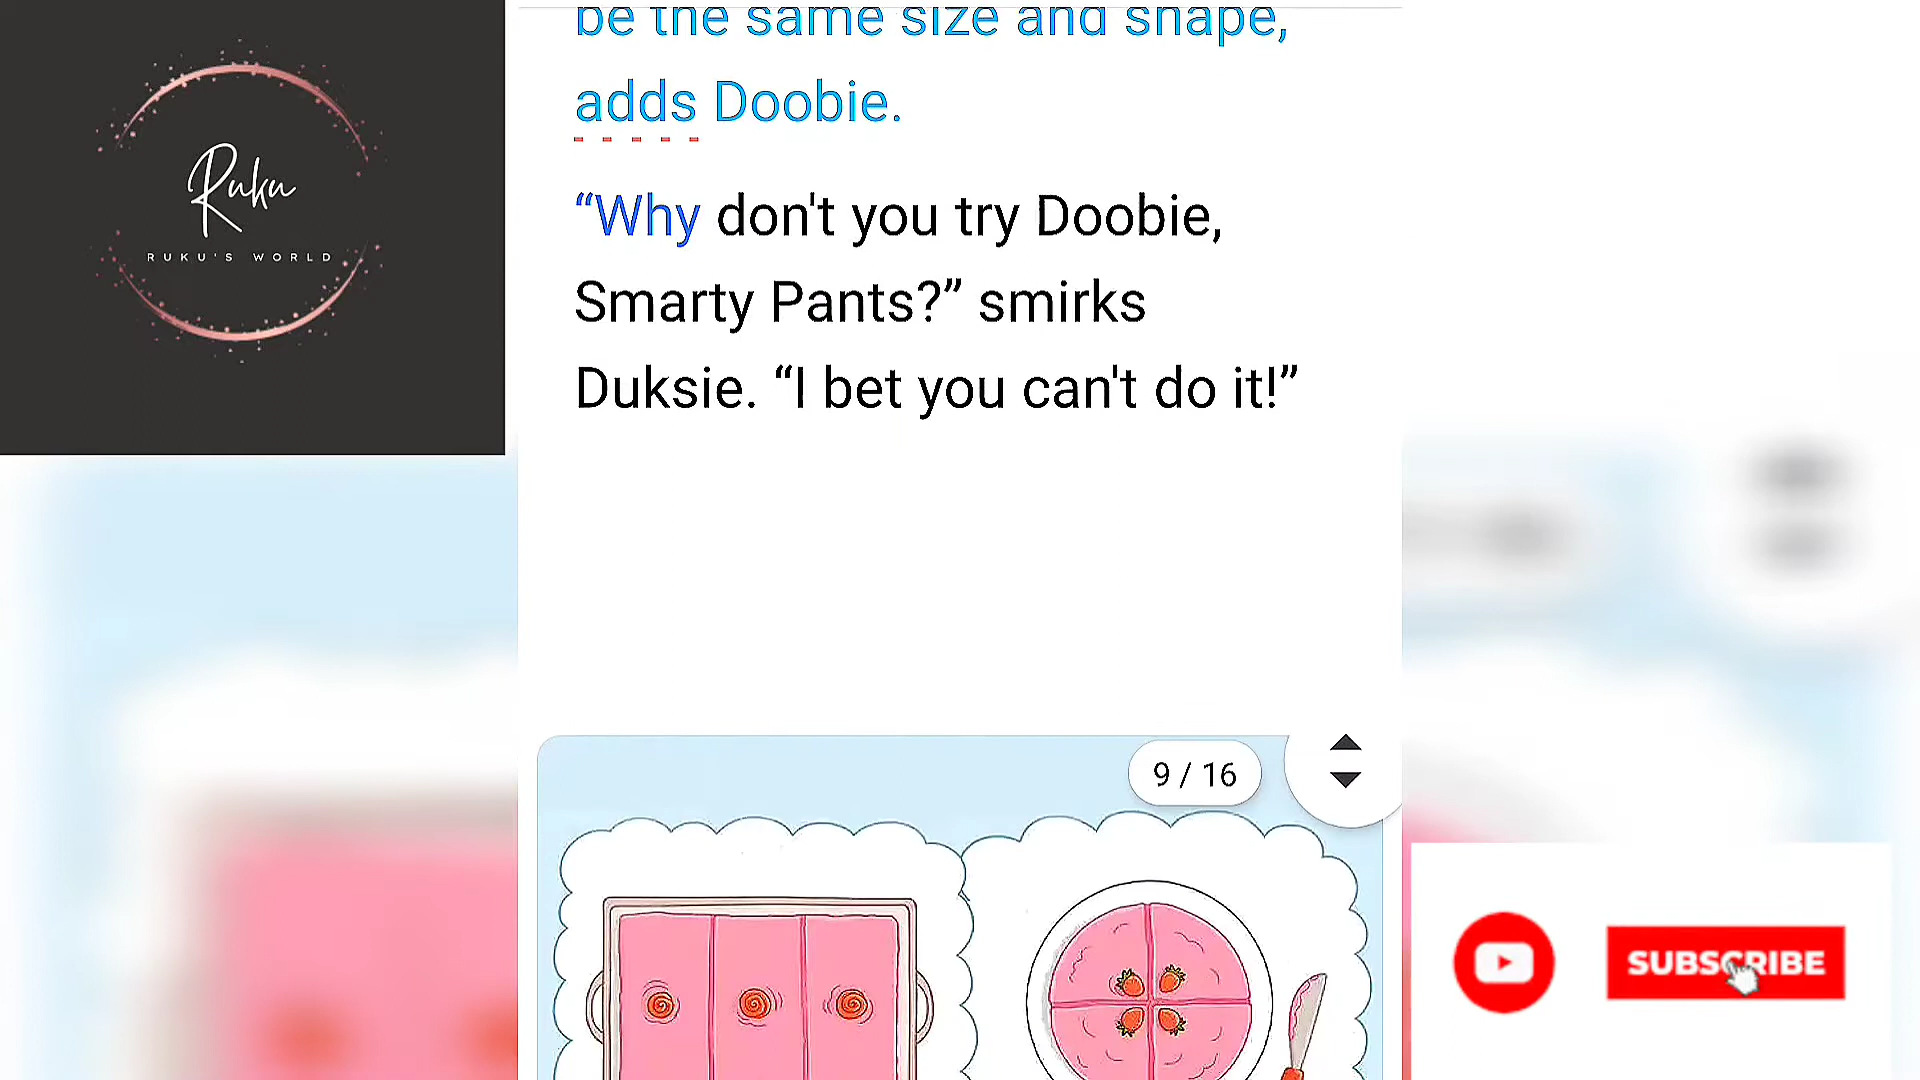 Ruku
RUKU'S WORLD
be the same size and shape,
adds Doobie.
“Why don't you try Doobie,
Smarty Pants?” smirks
Duksie. “I bet you can't do it!”
9 / 16
SUBSCRIBE